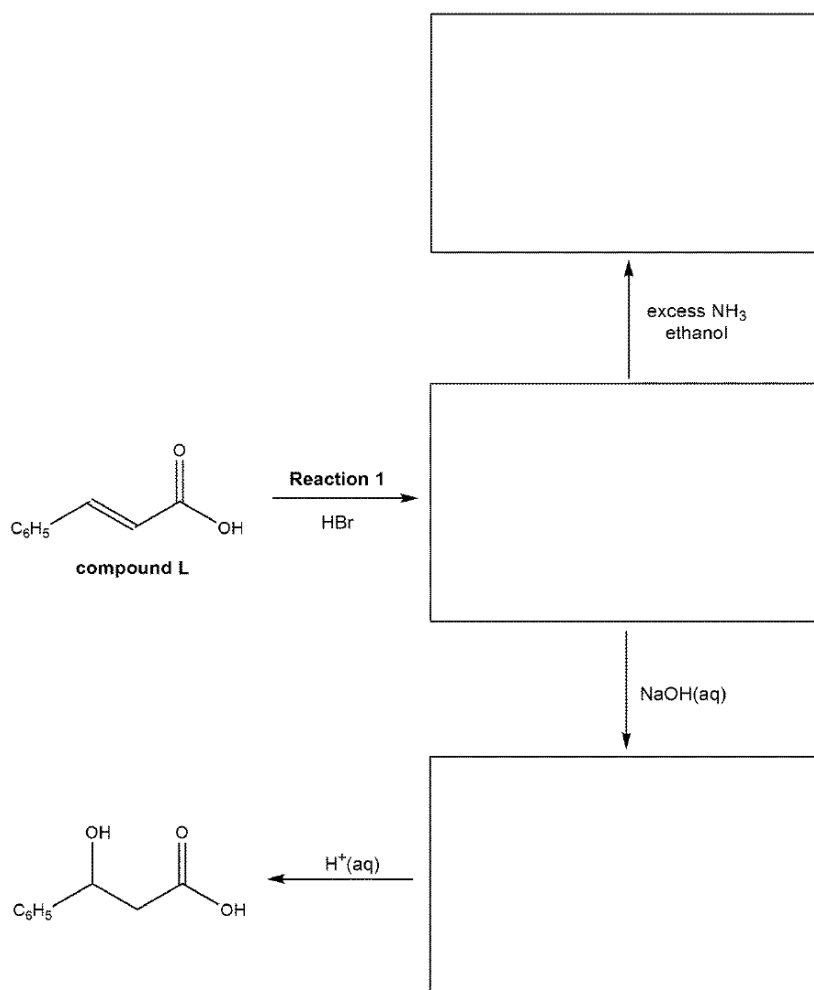 excess NH3
ethanol
O
Reaction 1
C6H5
OH
HBr
compound L
NaOH(aq)
OH
O
H+(aq)
C6H5
OH